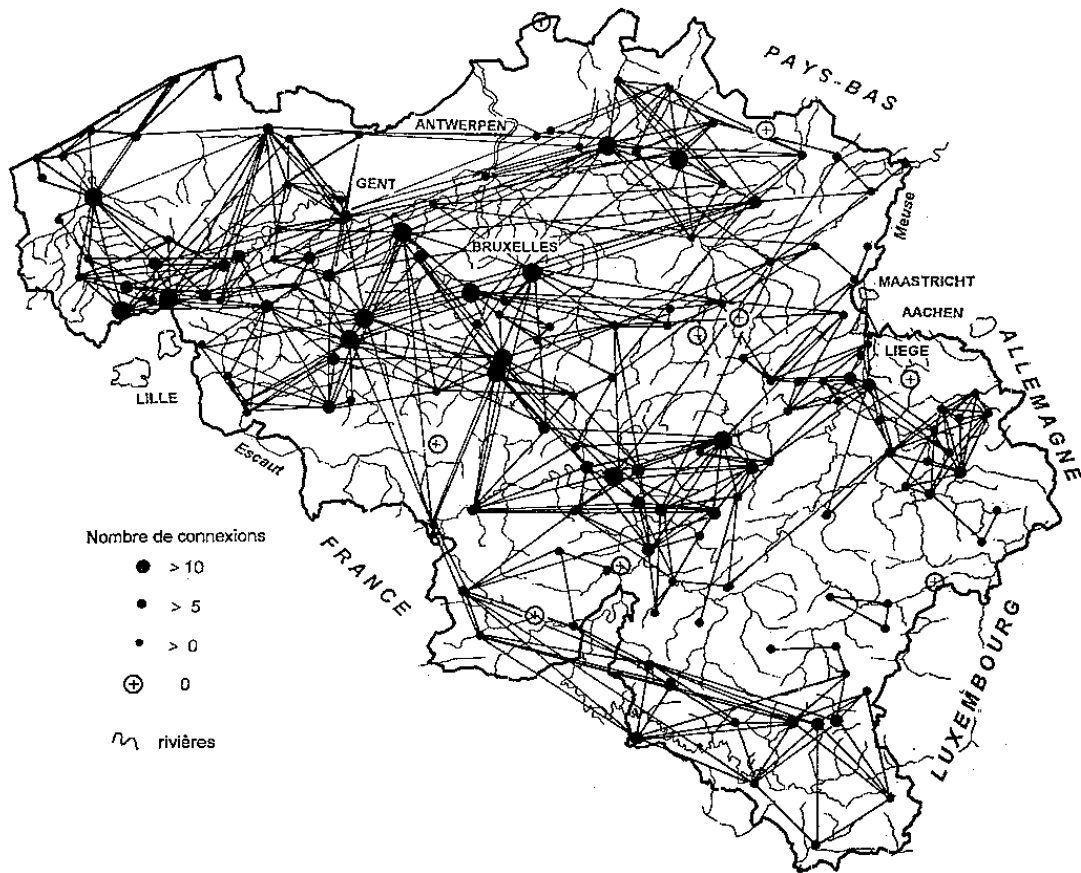 PAYS-BAS
ANTWERPEN
GENT
BRUXELLES
Meuse
MAASTRICHT
AACHEN
LIEGE
ALLEMAGNE
LILLE
Escaut
FRANCE
LUXEMBOURG
Nombre de connexions
> 10
> 5
> 0
0
rivières